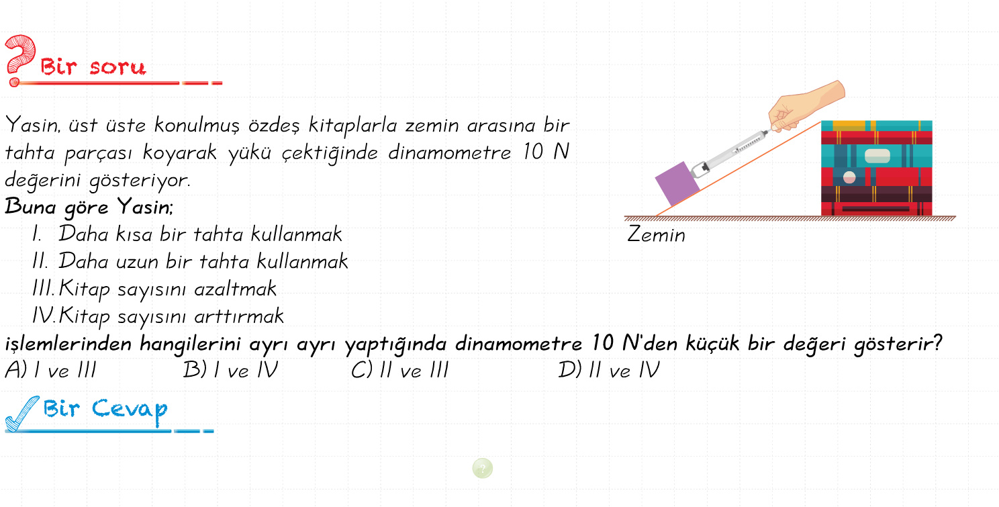 ?
Bir soru
Yasin, üst üste konulmuş özdeş kitaplarla zemin arasına bir
tahta parçası koyarak yükü çektiğinde dinamometre 10 N
değerini gösteriyor.
Buna göre Yasin;
I. Daha kısa bir tahta kullanmak
II. Daha uzun bir tahta kullanmak
III. Kitap sayısını azaltmak
IV. Kitap sayısını arttırmak
Zemin
işlemlerinden hangilerini ayrı ayrı yaptığında dinamometre 10 N'den küçük bir değeri gösterir?
A) I ve III B) I ve IV C) II ve III D) II ve IV
Bir Cevap
?